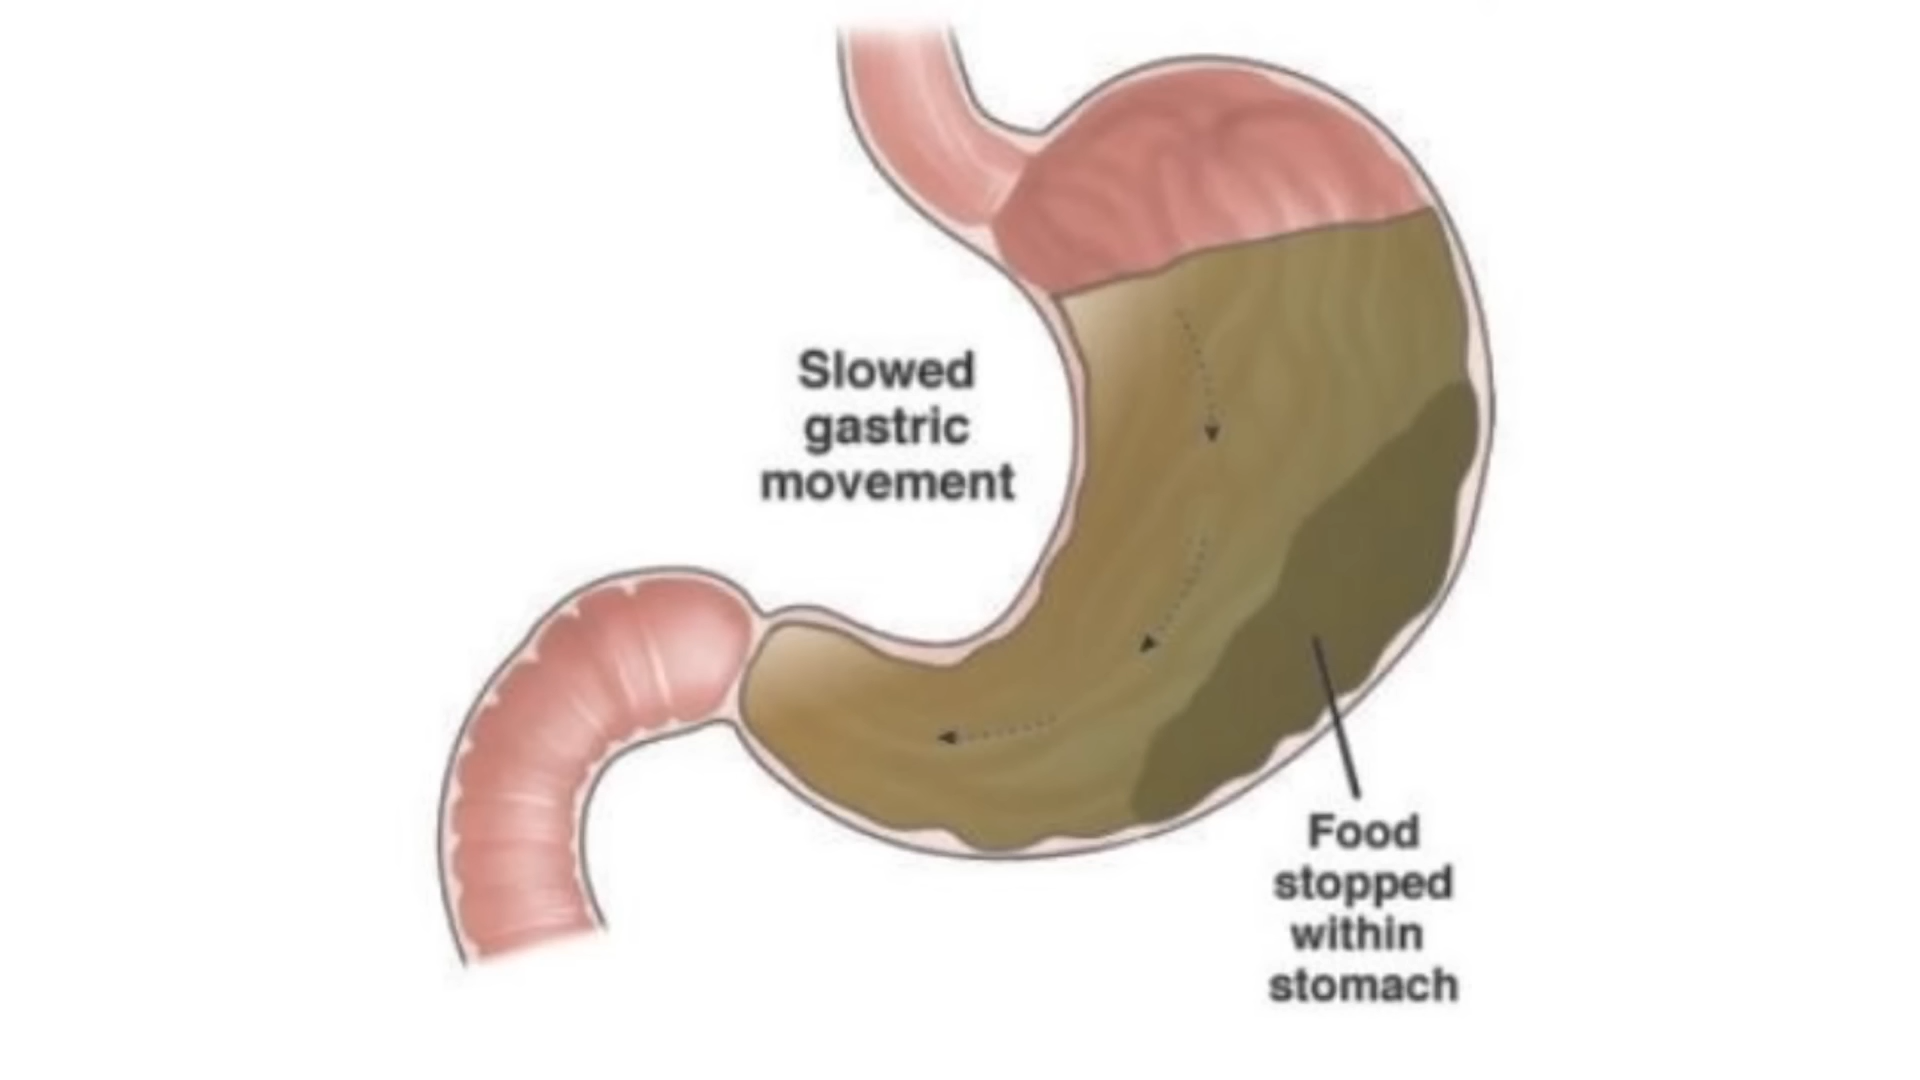 Slowed
gastric
movement
Food
stopped
within
stomach